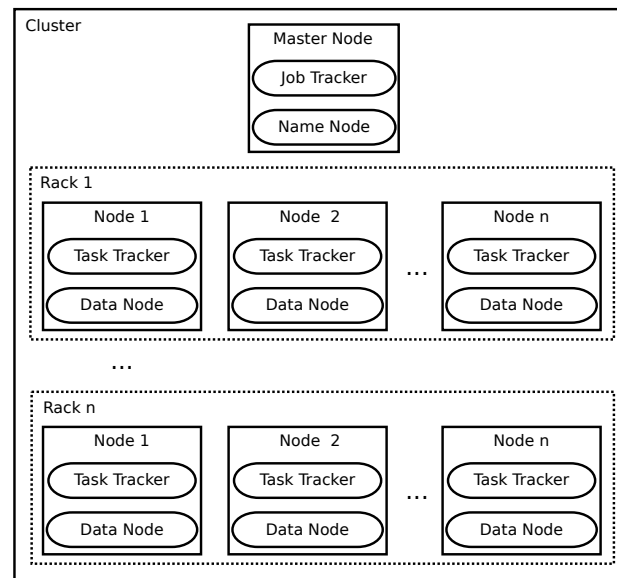 Cluster
Master Node
Job Tracker
Name Node
Rack 1
Node 1 Node 2 Node n
Task Tracker Task Tracker ... Task Tracker
Data Node Data Node Data Node
...
Rack n
Node 1 Node 2 Node n
Task Tracker Task Tracker ... Task Tracker
Data Node Data Node Data Node